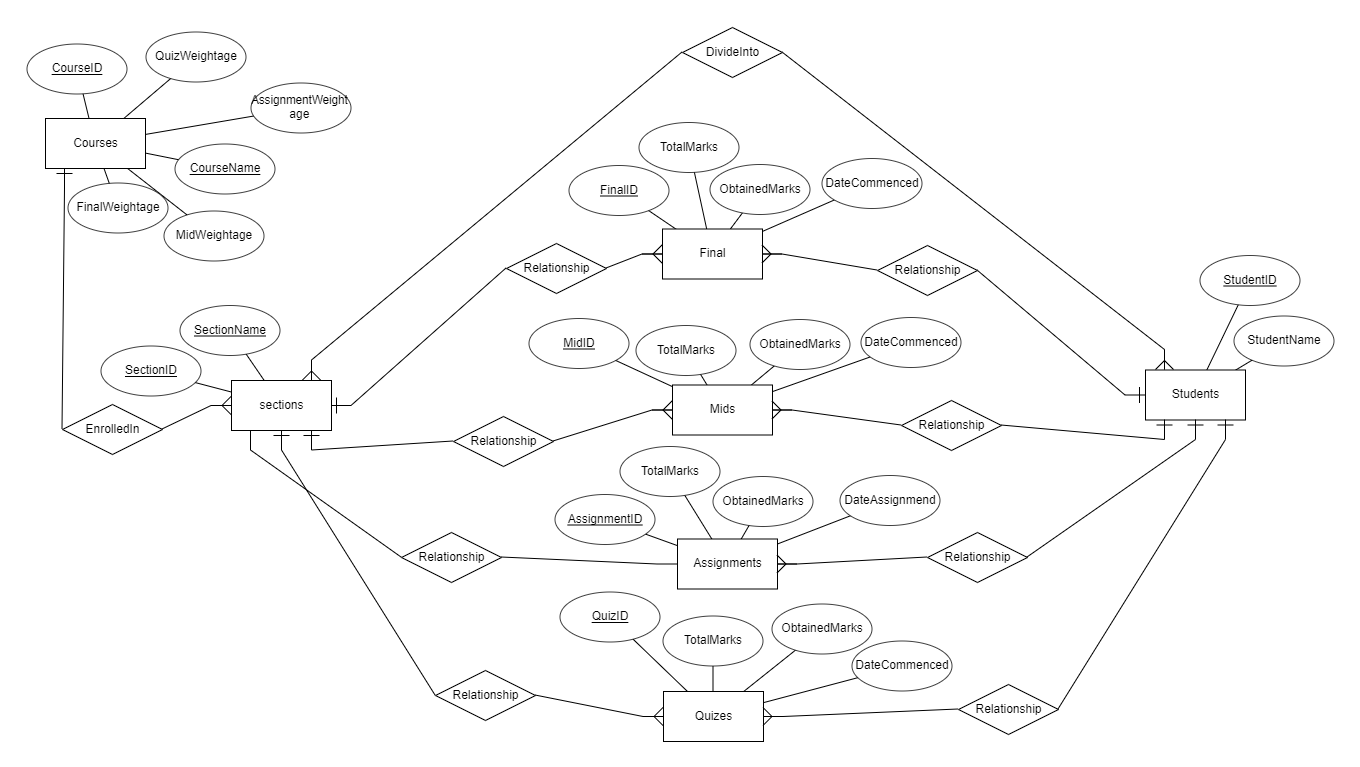 DivideInto
QuizWeightage
CourseID
AssignmentWeight
age
Courses
CourseName
FinalWeightage
MidWeightage
TotalMarks
FinalID
ObtainedMarks
DateCommenced
Final
Relationship
Relationship
StudentID
SectionName
StudentName
MidID
TotalMarks
ObtainedMarks
DateCommenced
SectionID
sections
Mids
Students
EnrolledIn
Relationship
Relationship
TotalMarks
AssignmentID
ObtainedMarks
DateAssignmend
Relationship
Assignments
Relationship
QuizID
TotalMarks
ObtainedMarks
DateCommenced
Relationship
Quizes
Relationship